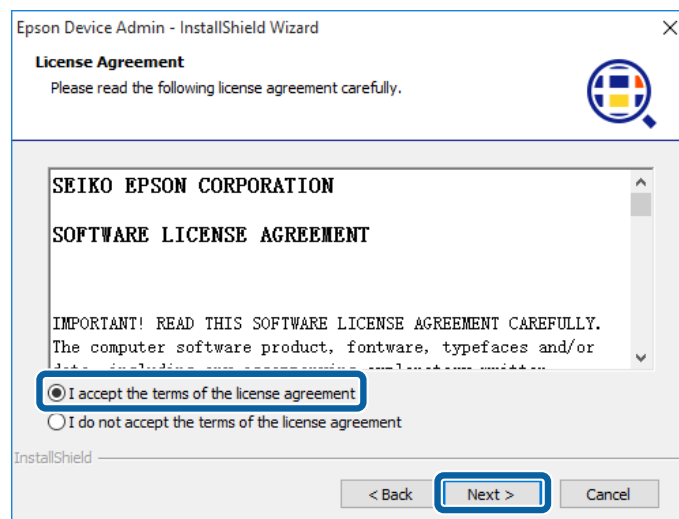 Epson Device Admin - InstallShield Wizard
License Agreement
Please read the following license agreement carefully.
SEIKO EPSON CORPORATION
SOFTWARE LICENSE AGREEMENT
IMPORTANT! READ THIS SOFTWARE LICENSE AGREEMENT CAREFULLY.
The computer software product, fontware, typefaces and/or
I accept the terms of the license agreement
I do not accept the terms of the license agreement
InstallShield
< Back Next > Cancel